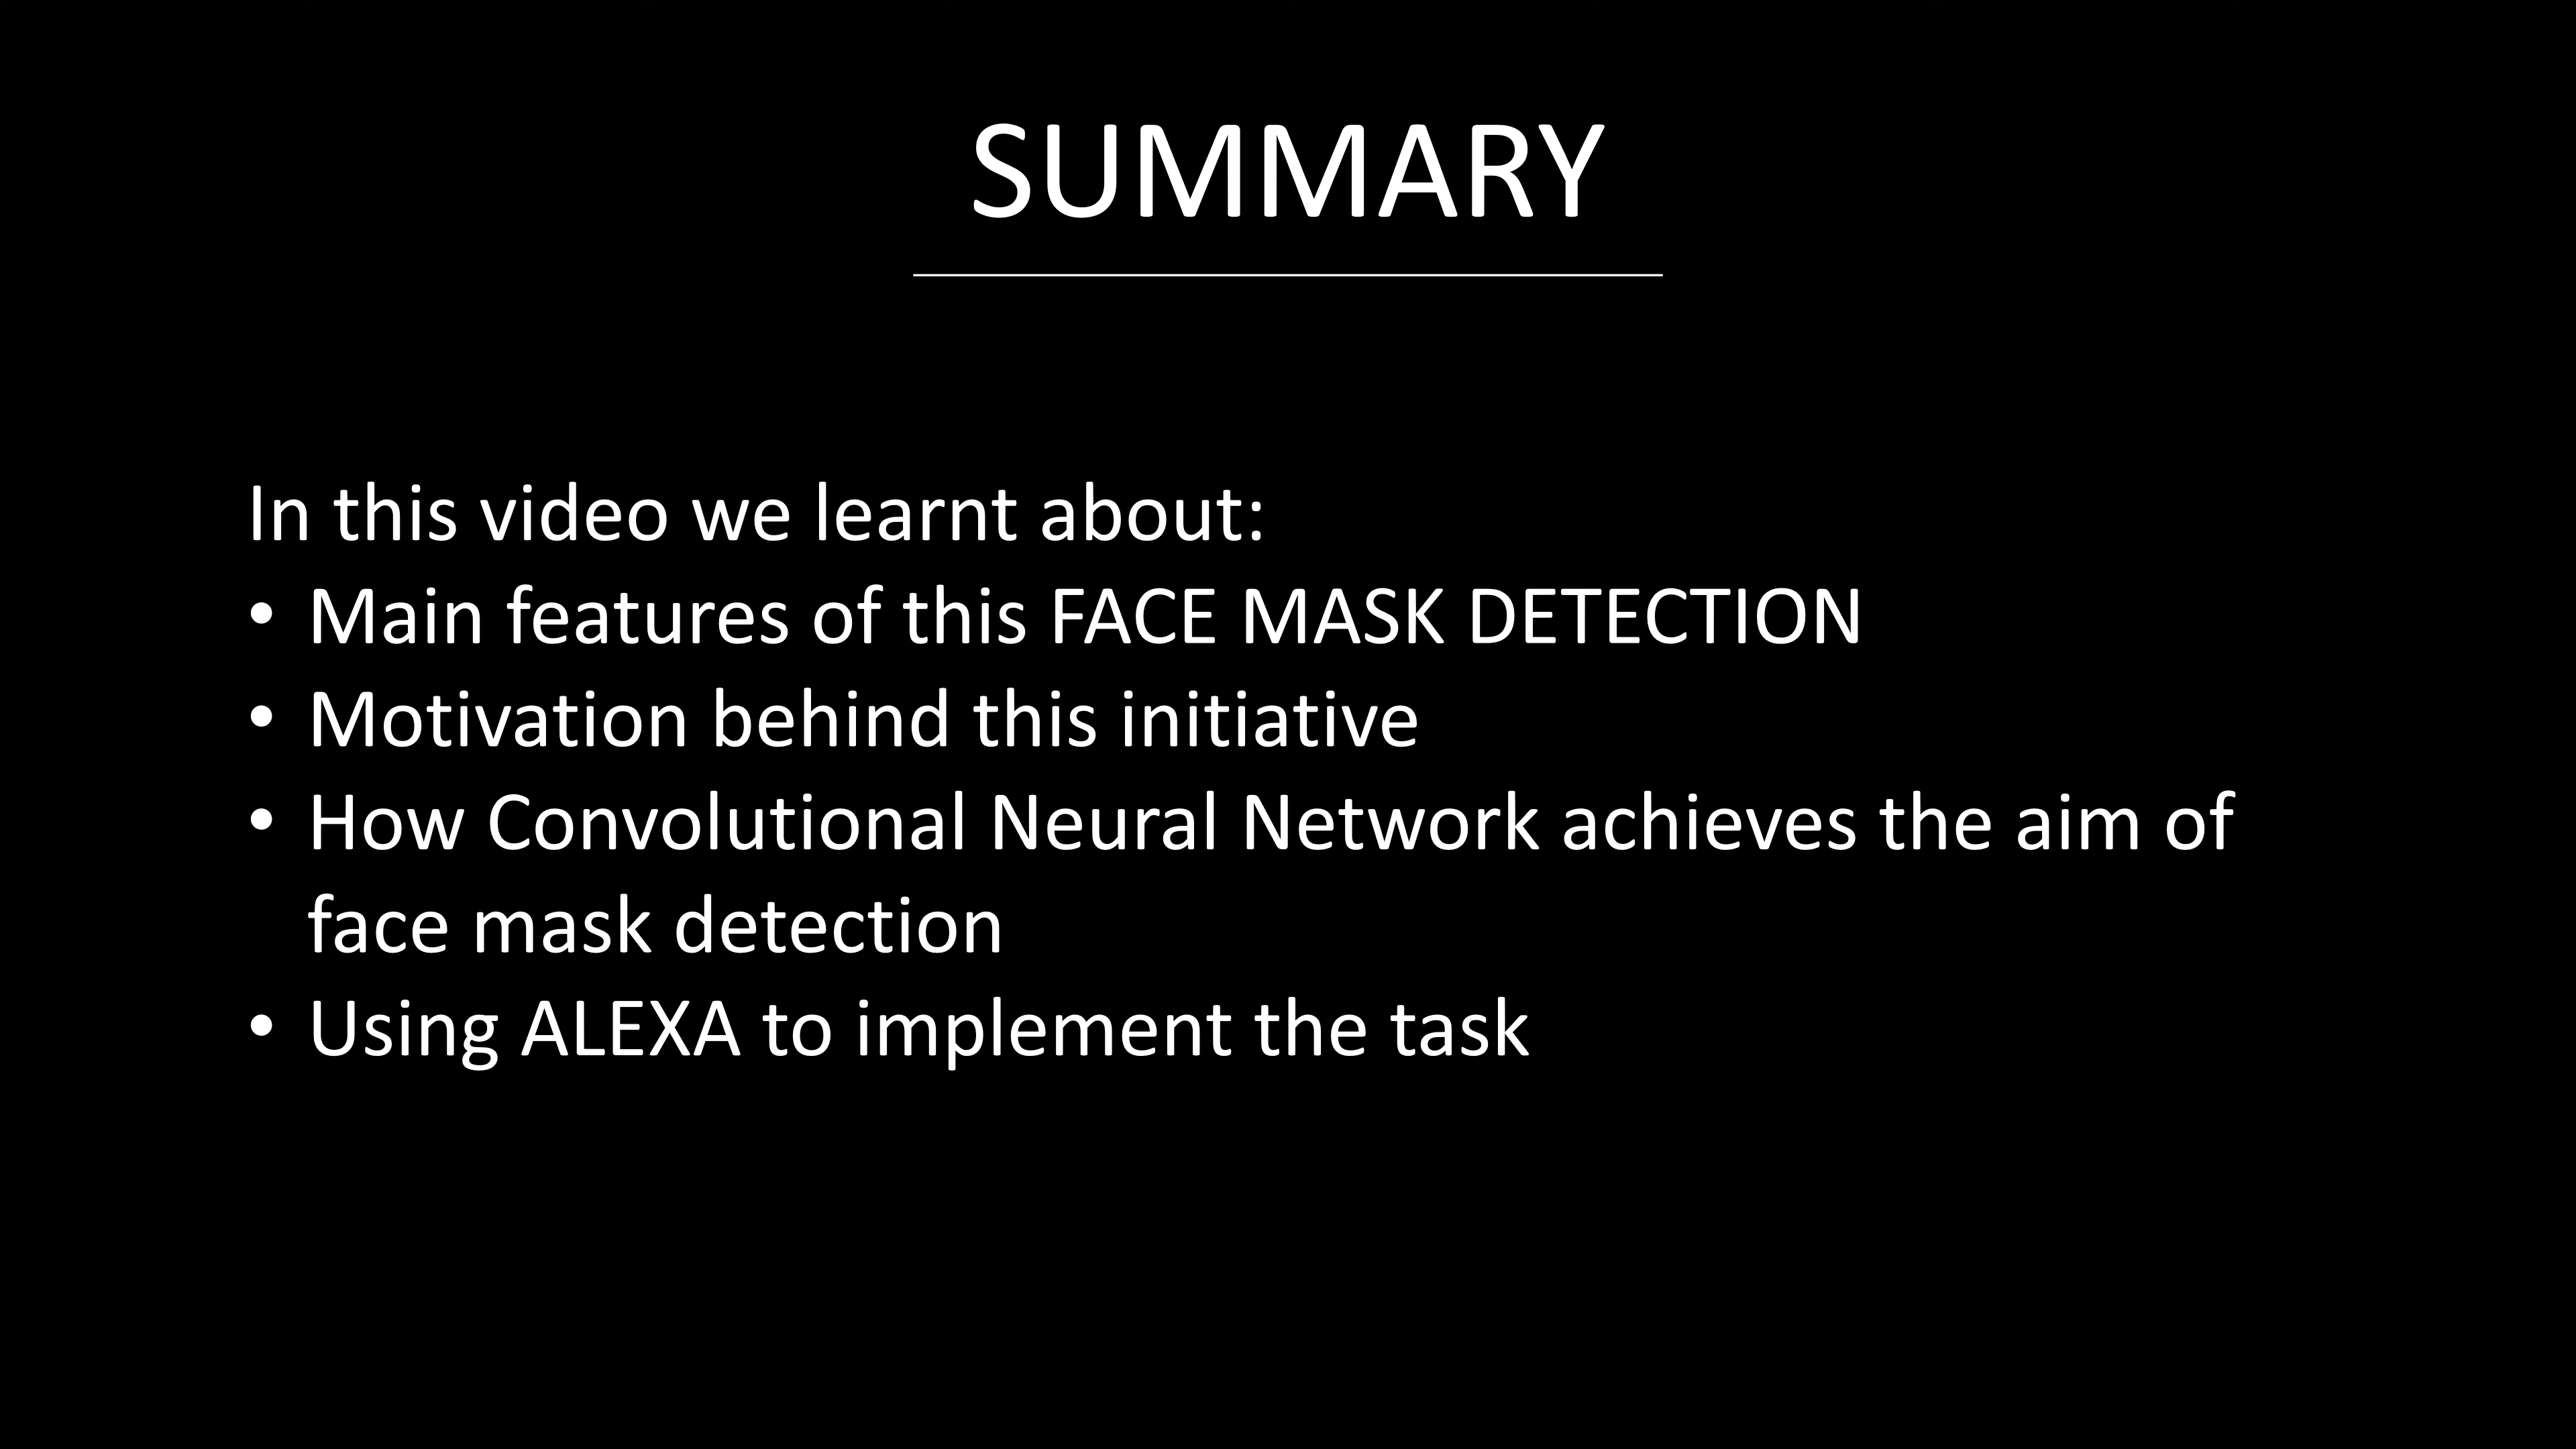 SUMMARY
In this video we learnt about:
• Main features of this FACE MASK DETECTION
• Motivation behind this initiative
• How Convolutional Neural Network achieves the aim of
face mask detection
• Using ALEXA to implement the task